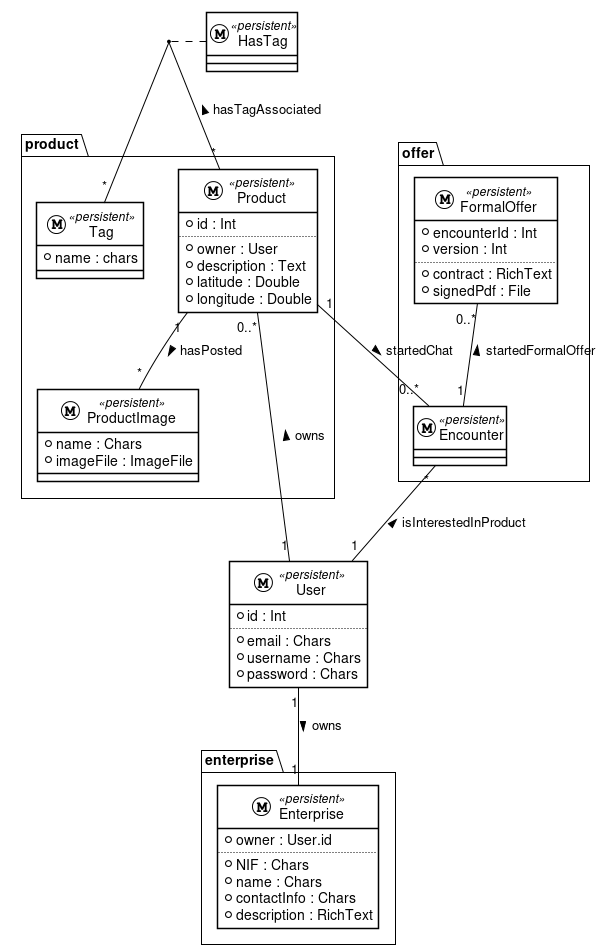 M
«persistent»
HasTag
hasTagAssociated
*
*
product
M
«persistent»
Tag
name : chars
M
«persistent»
Product
id : Int
owner : User
description : Text
latitude : Double
longitude : Double
offer
M
«persistent»
FormalOffer
encounterId : Int
version : Int
contract : RichText
signedPdf : File
1
hasPosted
*
0..*
1
startedChat
0..*
0..*
startedFormalOffer
1
M
«persistent»
ProductImage
name : Chars
imageFile : ImageFile
M
«persistent»
Encounter
owns
1
*
isInterestedInProduct
1
M
«persistent»
User
id : Int
email : Chars
username : Chars
password : Chars
1
owns
1
enterprise
M
«persistent»
Enterprise
owner : User.id
NIF : Chars
name : Chars
contactInfo : Chars
description : RichText